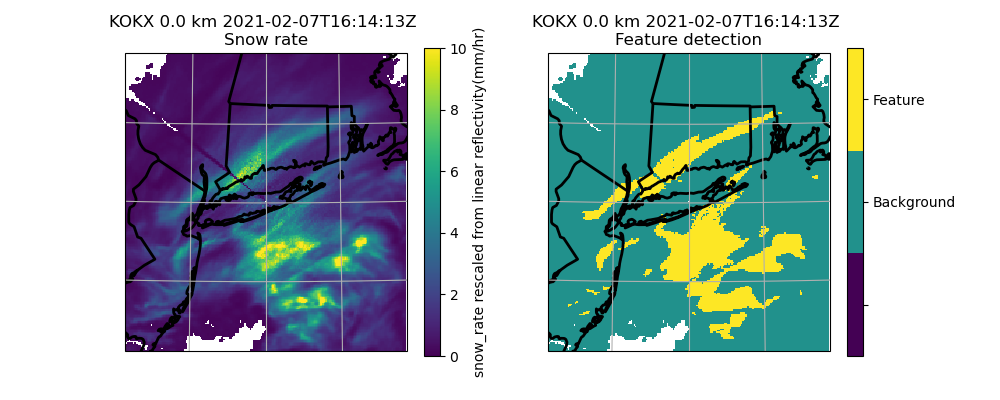 KOKX 0.0 km 2021-02-07T16:14:13Z
Snow rate
10
8
6
4
2
0
snow_rate rescaled from linear reflectivity(mm/hr)
KOKX 0.0 km 2021-02-07T16:14:13Z
Feature detection
Feature
Background